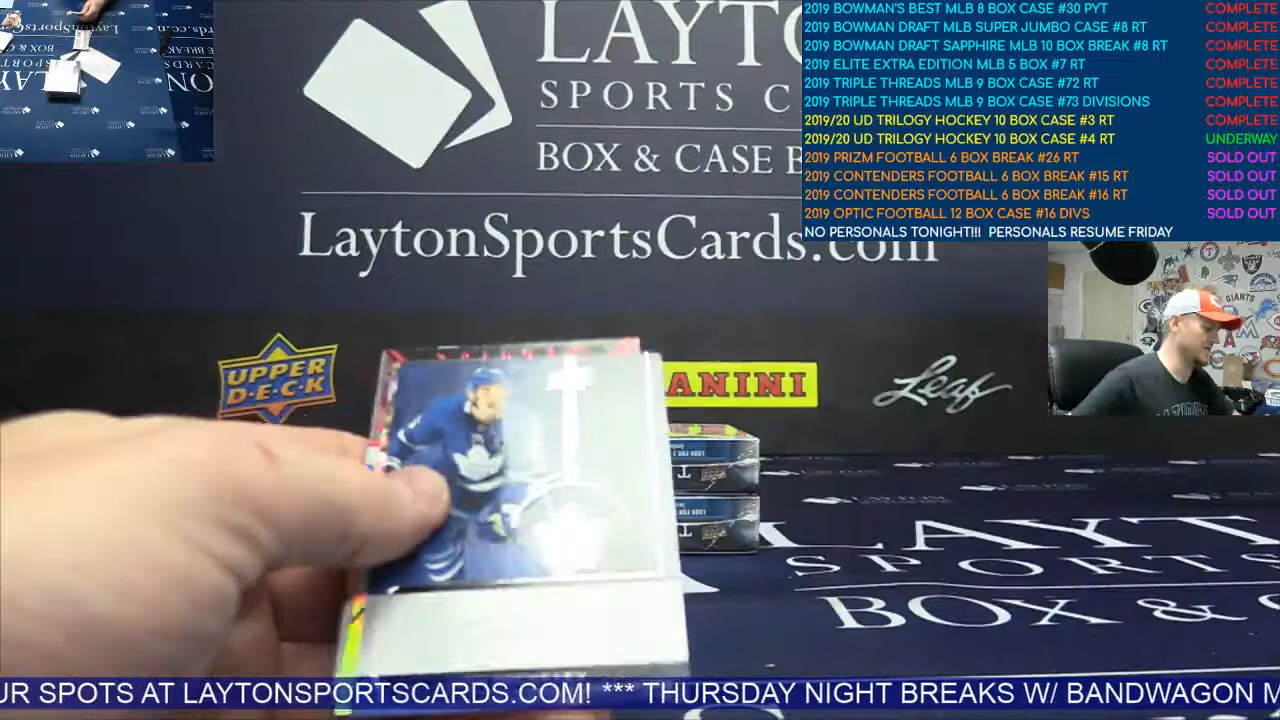 2019 BOWMAN'S BEST MLB 8 BOX CASE #30 PYT COMPLETE
2019 BOWMAN DRAFT MLB SUPER JUMBO CASE #8 RT COMPLETE
2019 BOWMAN DRAFT SAPPHIRE MLB 10 BOX BREAK #8 RT COMPLETE
2019 ELITE EXTRA EDITION MLB 5 BOX #7 RT COMPLETE
2019 TRIPLE THREADS MLB 9 BOX CASE #72 RT COMPLETE
2019 TRIPLE THREADS MLB 9 BOX CASE #73 DIVISIONS COMPLETE
2019/20 UD TRILOGY HOCKEY 10 BOX CASE #3 RT COMPLETE
2019/20 UD TRILOGY HOCKEY 10 BOX CASE #4 RT UNDERWAY
2019 PRIZM FOOTBALL 6 BOX BREAK #26 RT SOLD OUT
2019 CONTENDERS FOOTBALL 6 BOX BREAK #15 RT SOLD OUT
2019 CONTENDERS FOOTBALL 6 BOX BREAK #16 RT SOLD OUT
2019 OPTIC FOOTBALL 12 BOX CASE #16 DIVS SOLD OUT
NO PERSONALS TONIGHT!!! PERSONALS RESUME FRIDAY
LAYTO
SPORTS C
BOX & CASE B
LaytonSportsCards.com
UPPER
D·E·C·K
ANINI
Leaf
GIANTS
LAYT
SPORTS
BOX & C
UR SPOTS AT LAYTONSPORTSCARDS.COM! *** THURSDAY NIGHT BREAKS W/ BANDWAGON M